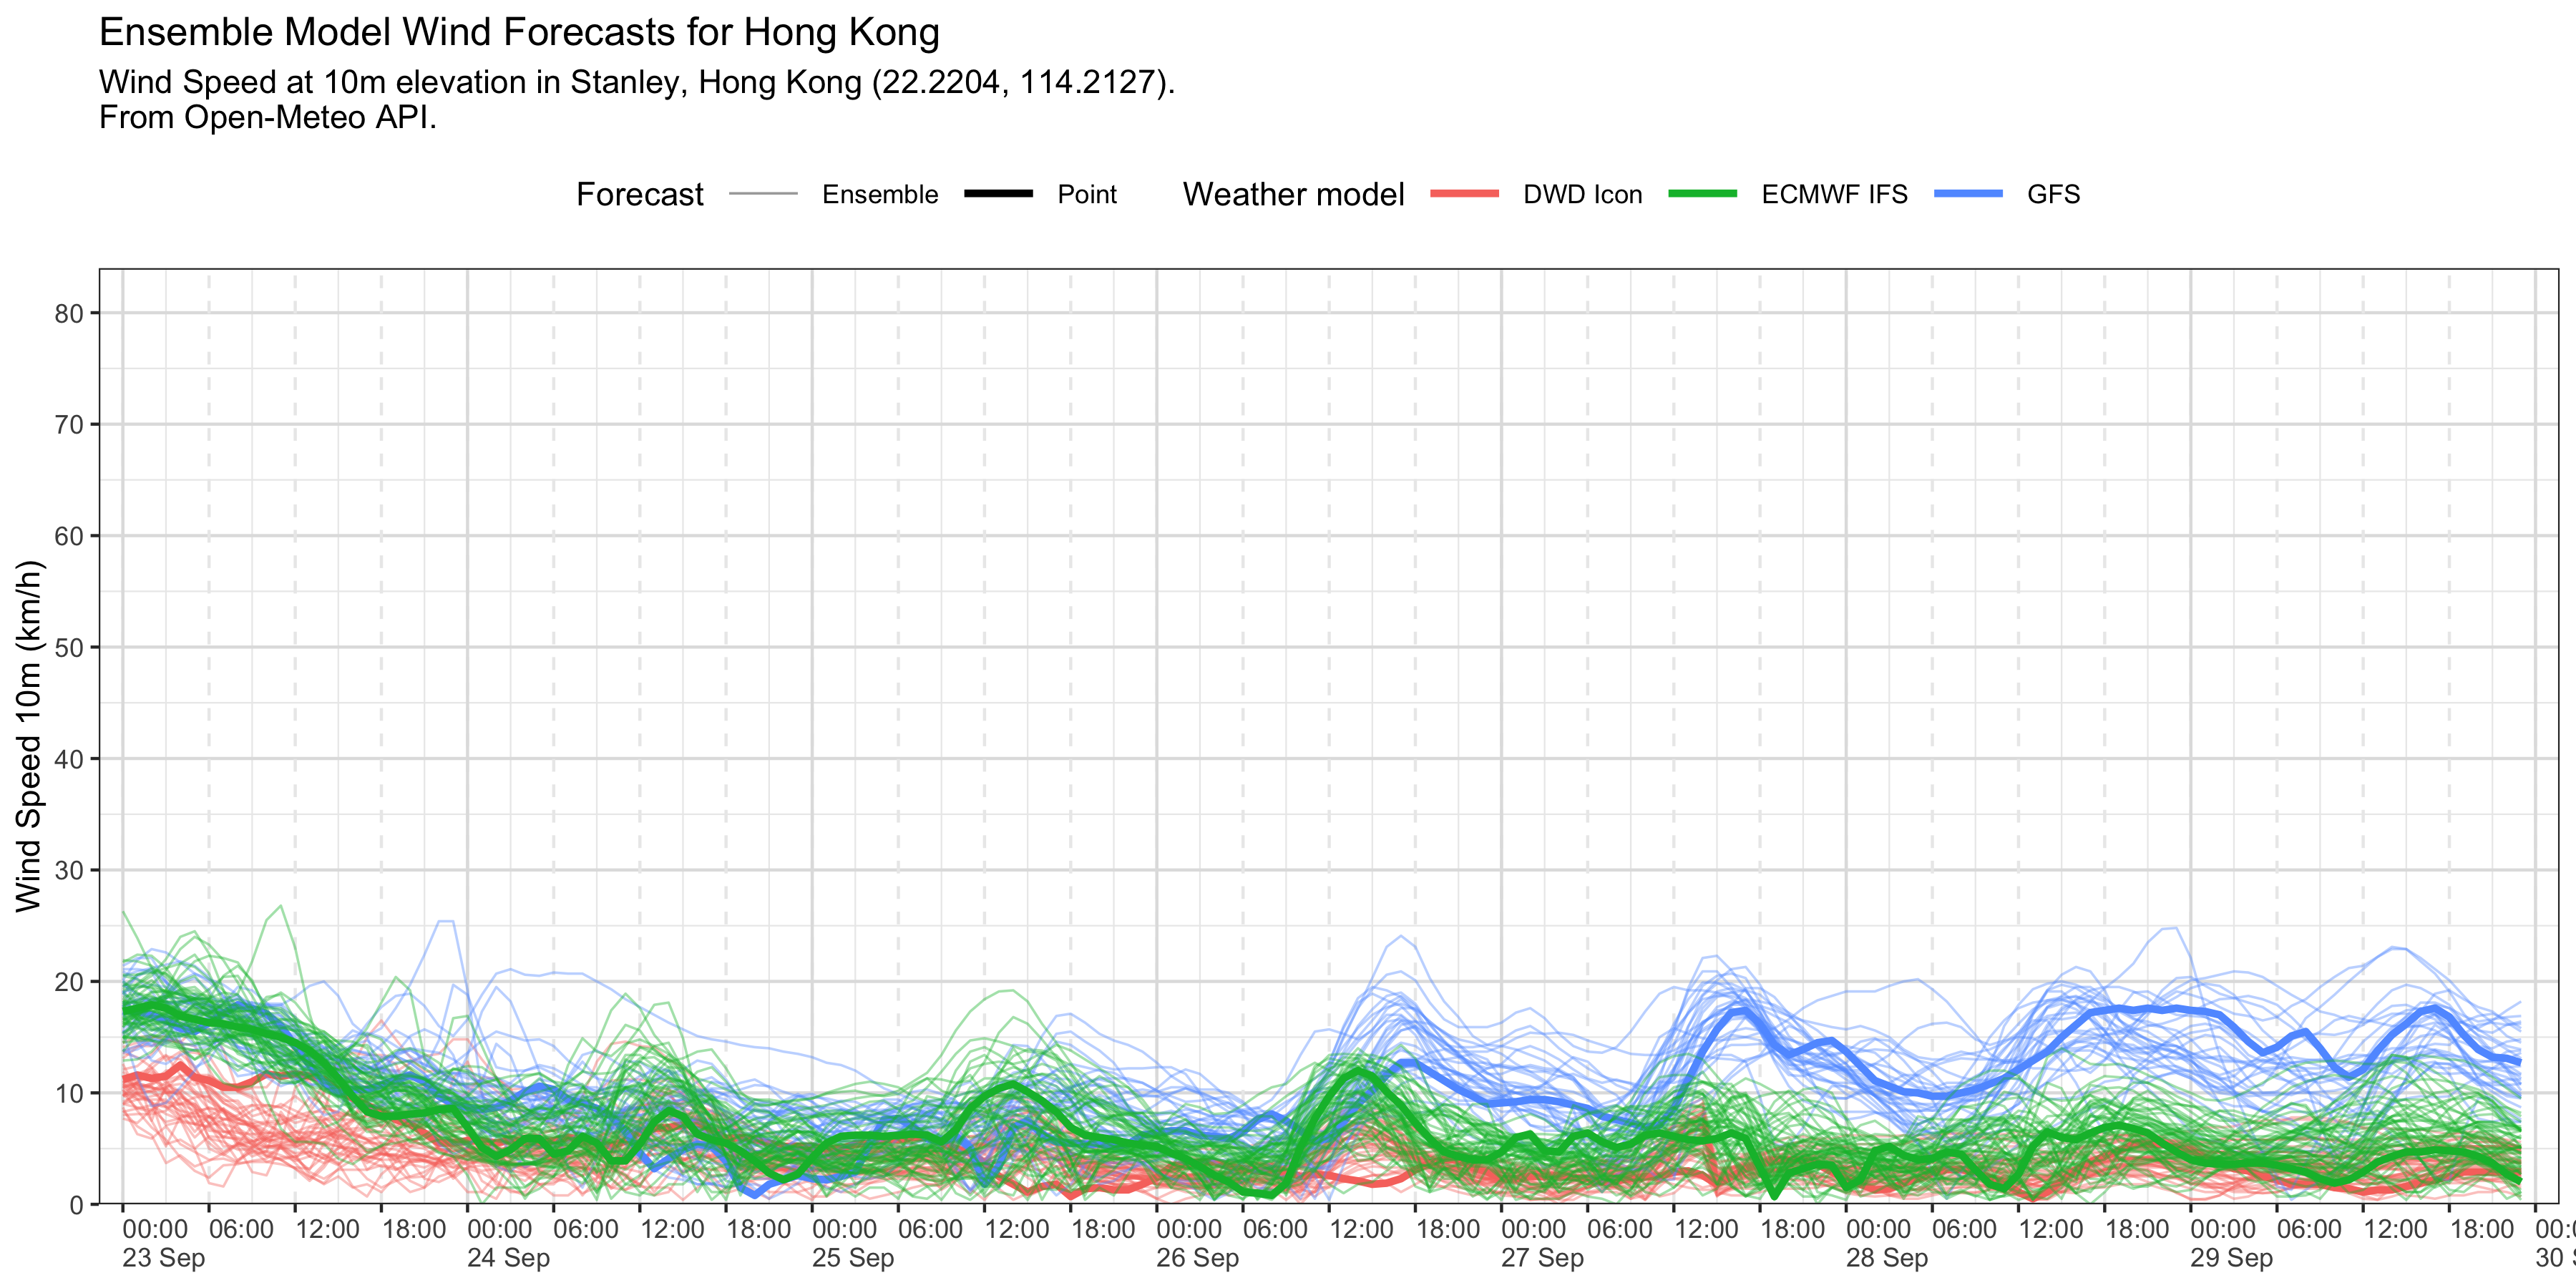 Ensemble Model Wind Forecasts for Hong Kong
Wind Speed at 10m elevation in Stanley, Hong Kong (22.2204, 114.2127).
From Open-Meteo API.
Forecast Ensemble Point Weather model DWD Icon ECMWF IFS GFS
Wind Speed 10m (km/h)
80
70
60
50
40
30
20
10
0
00:00 06:00 12:00 18:00 00:00 06:00 12:00 18:00 00:00 06:00 12:00 18:00 00:00 06:00 12:00 18:00 00:00 06:00 12:00 18:00 00:00 06:00 12:00 18:00 00:00 06:00 12:00 18:00
23 Sep 24 Sep 25 Sep 26 Sep 27 Sep 28 Sep 29 Sep 30